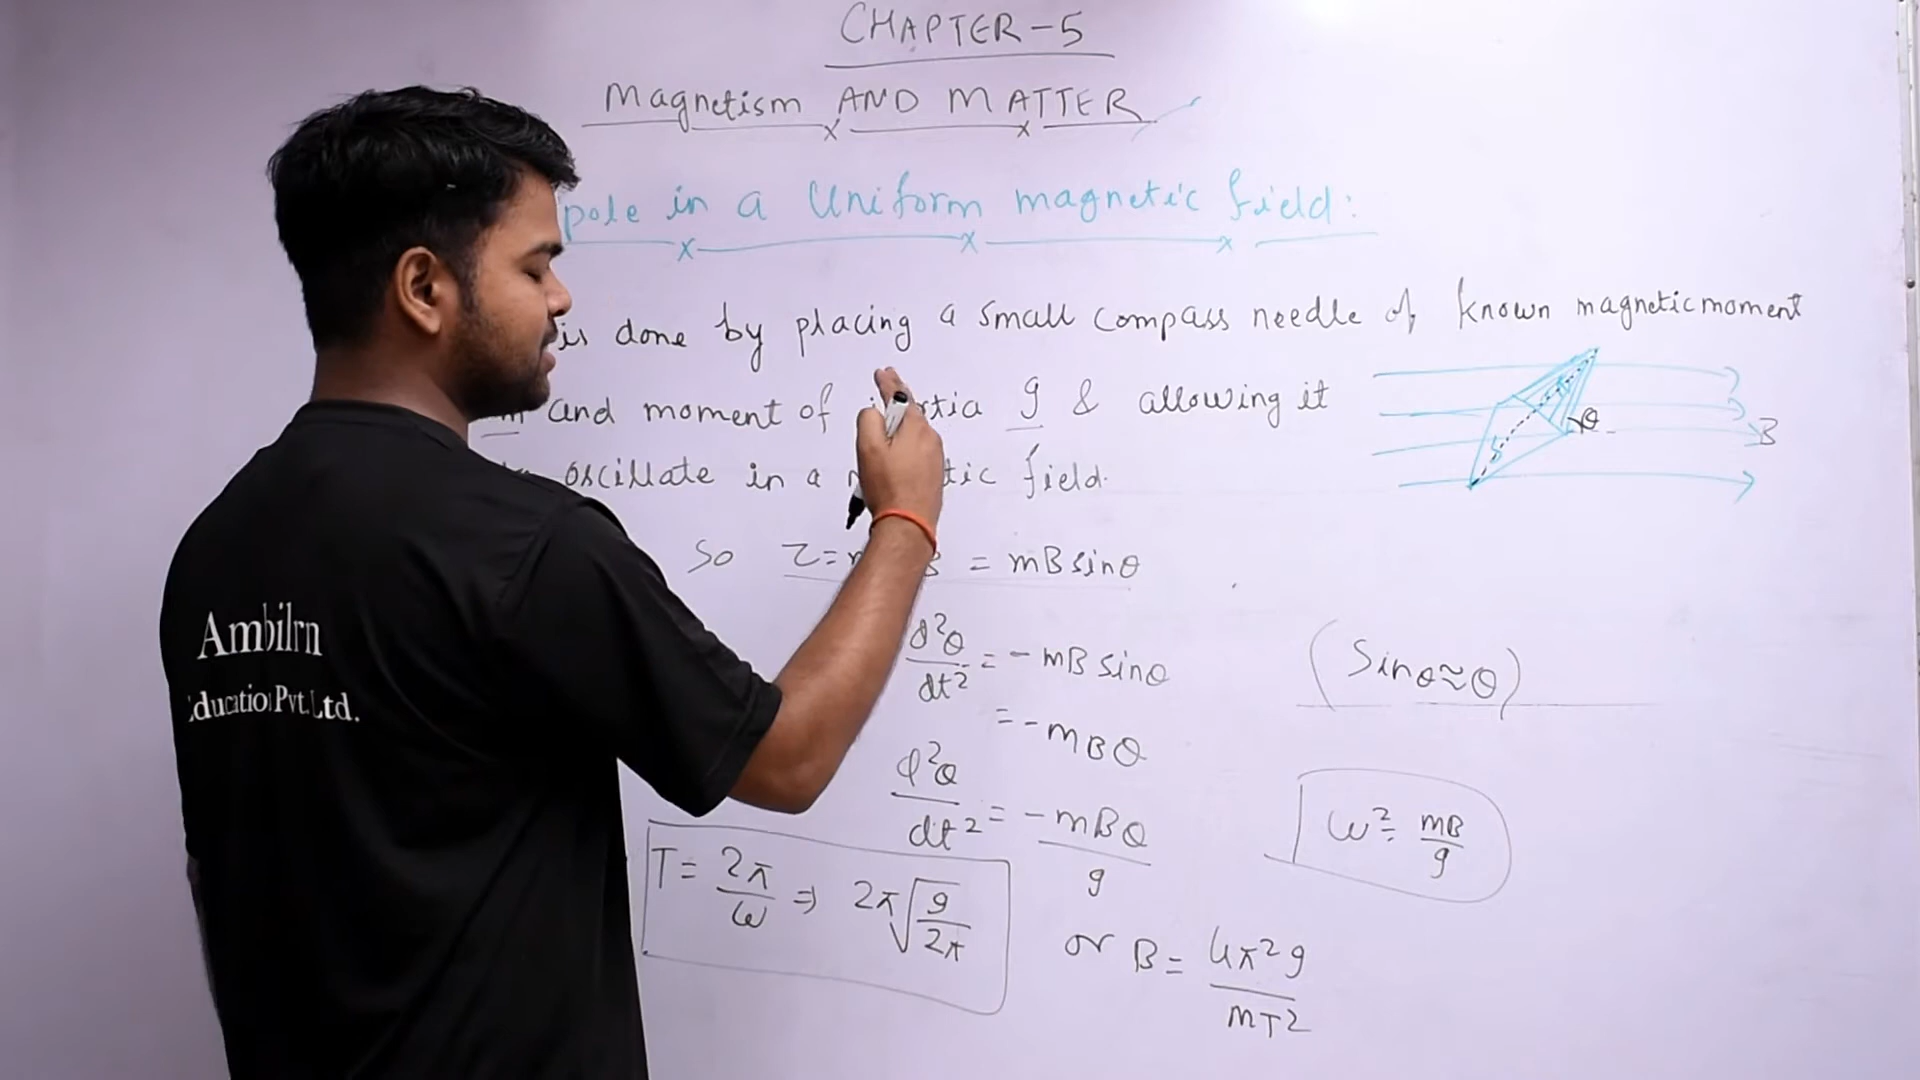 CHAPTER-5
Magnetism AND MATTER
pole in a Uniform magnetic field:
is done by placing a small compass needle of known magnetic moment
m and moment of g & allowing it
oscillate in a field.
N
S
θ
B
So τ= = mB sinθ
d²θ/dt² = -mB sinθ
(Sinθ≈θ)
= -mBθ
d²θ/dt² = -mBθ/g
ω² = mB/g
T = 2π/ω ⇒ 2π√g/2π
or B = 4π²g/mT²
Ambilrn
Education Pvt. Ltd.